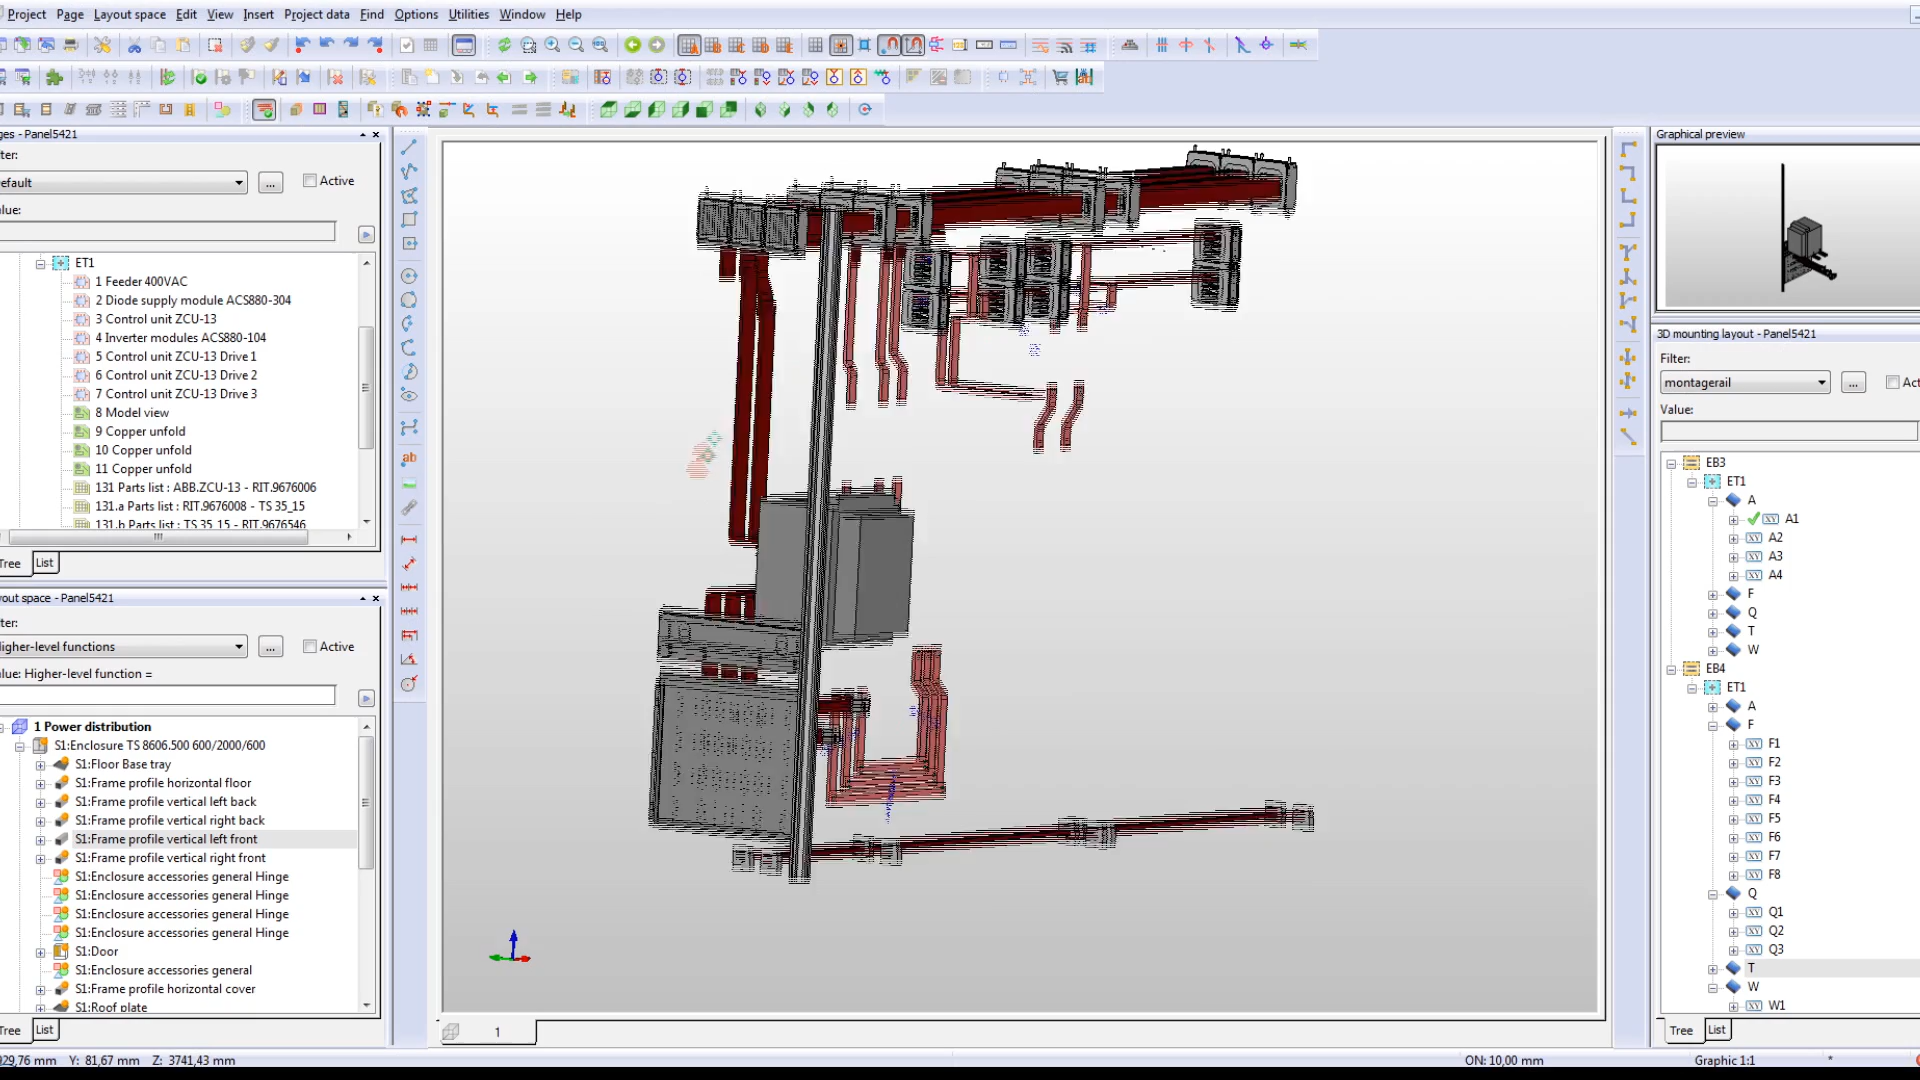 Project Page Layout space Edit View Insert Project data Find Options Utilities Window Help
ges - Panel5421
ter:
efault
...
Active
alue:
ET1
1 Feeder 400VAC
2 Diode supply module ACS880-304
3 Control unit ZCU-13
4 Inverter modules ACS880-104
5 Control unit ZCU-13 Drive 1
6 Control unit ZCU-13 Drive 2
7 Control unit ZCU-13 Drive 3
8 Model view
9 Copper unfold
10 Copper unfold
11 Copper unfold
131 Parts list : ABB.ZCU-13 - RIT.9676006
131.a Parts list : RIT.9676008 - TS 35_15
131.b Parts list : TS 35_15 - RIT.9676546
Tree List
yout space - Panel5421
ter:
igher-level functions
...
Active
alue: Higher-level function =
1 Power distribution
S1:Enclosure TS 8606.500 600/2000/600
S1:Floor Base tray
S1:Frame profile horizontal floor
S1:Frame profile vertical left back
S1:Frame profile vertical right back
S1:Frame profile vertical left front
S1:Frame profile vertical right front
S1:Enclosure accessories general Hinge
S1:Enclosure accessories general Hinge
S1:Enclosure accessories general Hinge
S1:Enclosure accessories general Hinge
S1:Door
S1:Enclosure accessories general
S1:Frame profile horizontal cover
S1:Roof plate
Tree List
929,76 mm Y: 81,67 mm Z: 3741,43 mm
ab
1
Graphical preview
3D mounting layout - Panel5421
Filter:
montagerail
...
Act
Value:
EB3
ET1
A
A1
A2
A3
A4
F
Q
T
W
EB4
ET1
A
F
F1
F2
F3
F4
F5
F6
F7
F8
Q
Q1
Q2
Q3
T
W
W1
Tree List
ON: 10,00 mm
Graphic 1:1
*